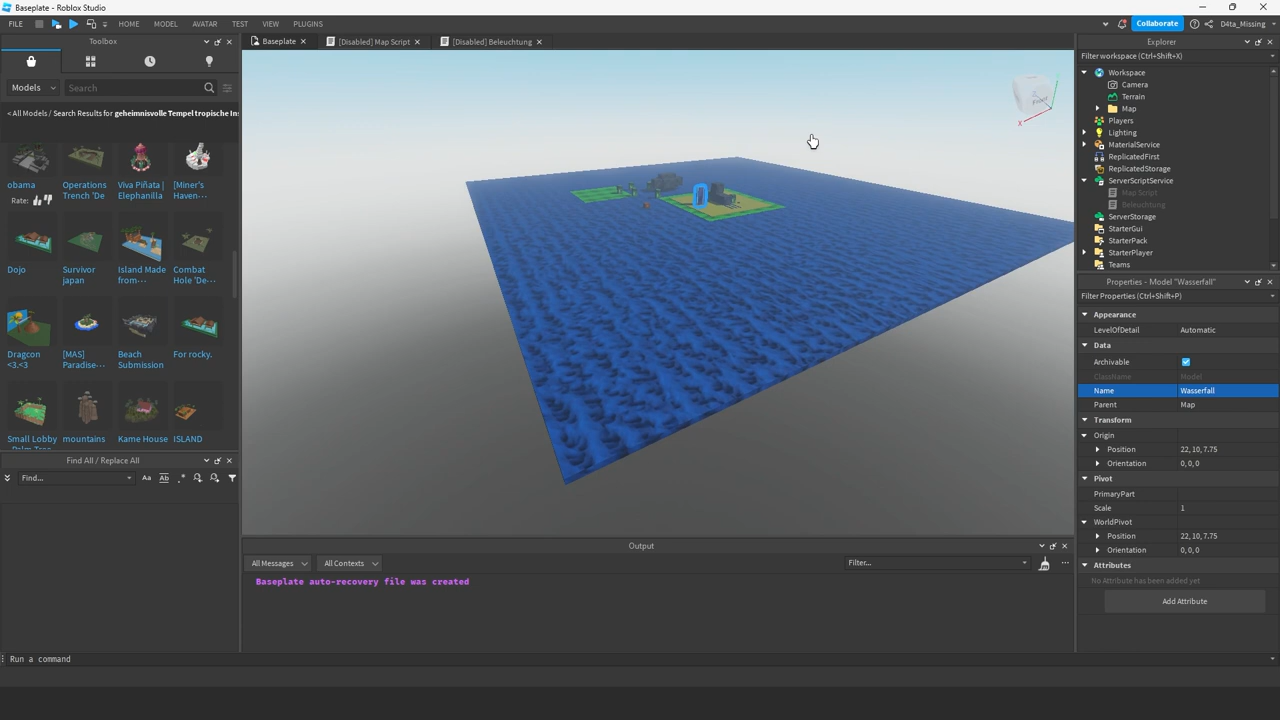 Baseplate - Roblox Studio
FILE
HOME
MODEL
AVATAR
TEST
VIEW
PLUGINS
Collaborate
D4ta_Missing
Toolbox
Models
Search
< All Models / Search Results for geheimnisvolle Tempel tropische Ins
obama
Rate:
Operations Trench 'De
Viva Piñata | Elephanilla
[Miner's Haven-···
Dojo
Survivor japan
Island Made from-···
Combat Hole 'De-···
Dragcon <3.<3
[MAS] Paradise-···
Beach Submission
For rocky.
Small Lobby
mountains
Kame House
ISLAND
Find All / Replace All
Find...
Aa
Ab
Baseplate
[Disabled] Map Script
[Disabled] Beleuchtung
Front
X
Output
All Messages
All Contexts
Filter...
Baseplate auto-recovery file was created
Run a command
Explorer
Filter workspace (Ctrl+Shift+X)
Workspace
Camera
Terrain
Map
Players
Lighting
MaterialService
ReplicatedFirst
ReplicatedStorage
ServerScriptService
Map Script
Beleuchtung
ServerStorage
StarterGui
StarterPack
StarterPlayer
Teams
Properties - Model "Wasserfall"
Filter Properties (Ctrl+Shift+P)
Appearance
LevelOfDetail Automatic
Data
Archivable
ClassName Model
Name Wasserfall
Parent Map
Transform
Origin
Position 22, 10, 7.75
Orientation 0, 0, 0
Pivot
PrimaryPart
Scale 1
WorldPivot
Position 22, 10, 7.75
Orientation 0, 0, 0
Attributes
No Attribute has been added yet
Add Attribute